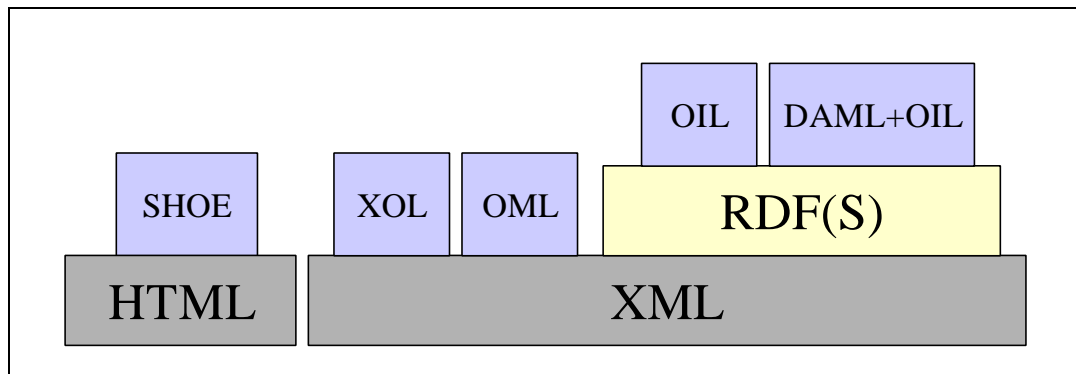 OIL
DAML+OIL
SHOE
XOL
OML
RDF(S)
HTML
XML